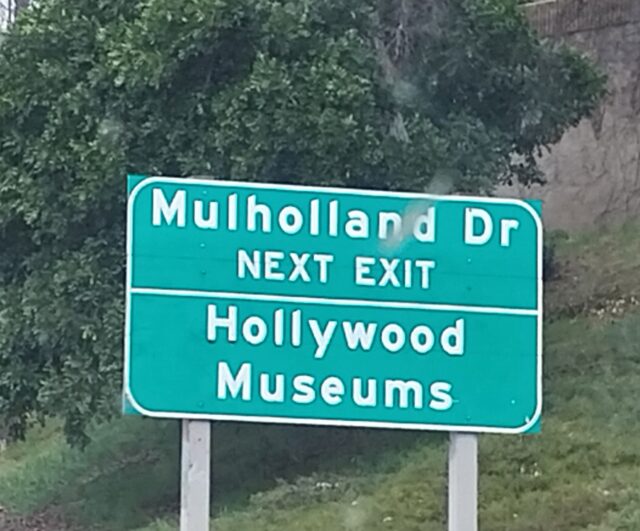 Mulholland Dr
NEXT EXIT
Hollywood
Museums